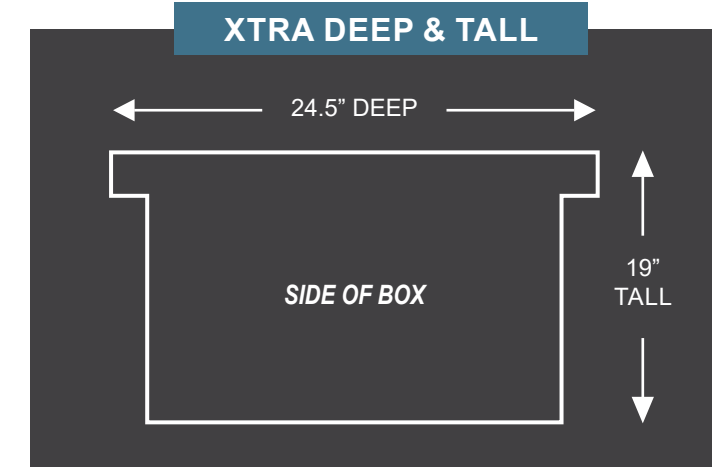 XTRA DEEP & TALL
24.5” DEEP
SIDE OF BOX
19”
TALL